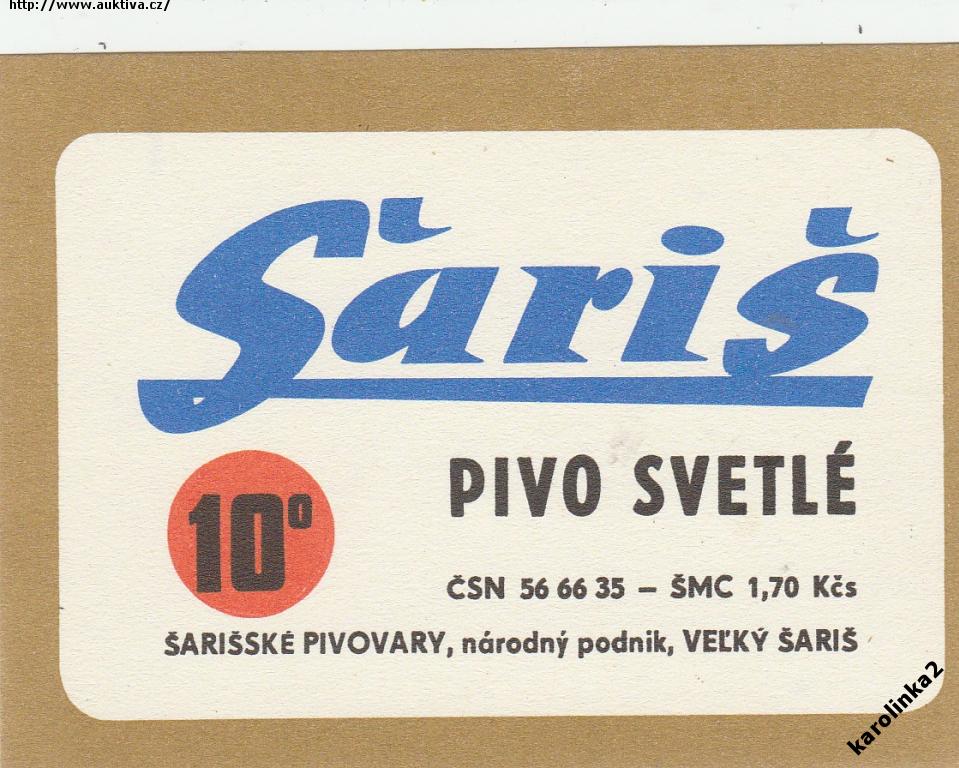 http://www.auktiva.cz/
Šariš
10°
PIVO SVETLÉ
ČSN 56 66 35 – ŠMC 1,70 Kčs
ŠARIŠSKÉ PIVOVARY, národný podnik, VEĽKÝ ŠARIŠ
karolinka2